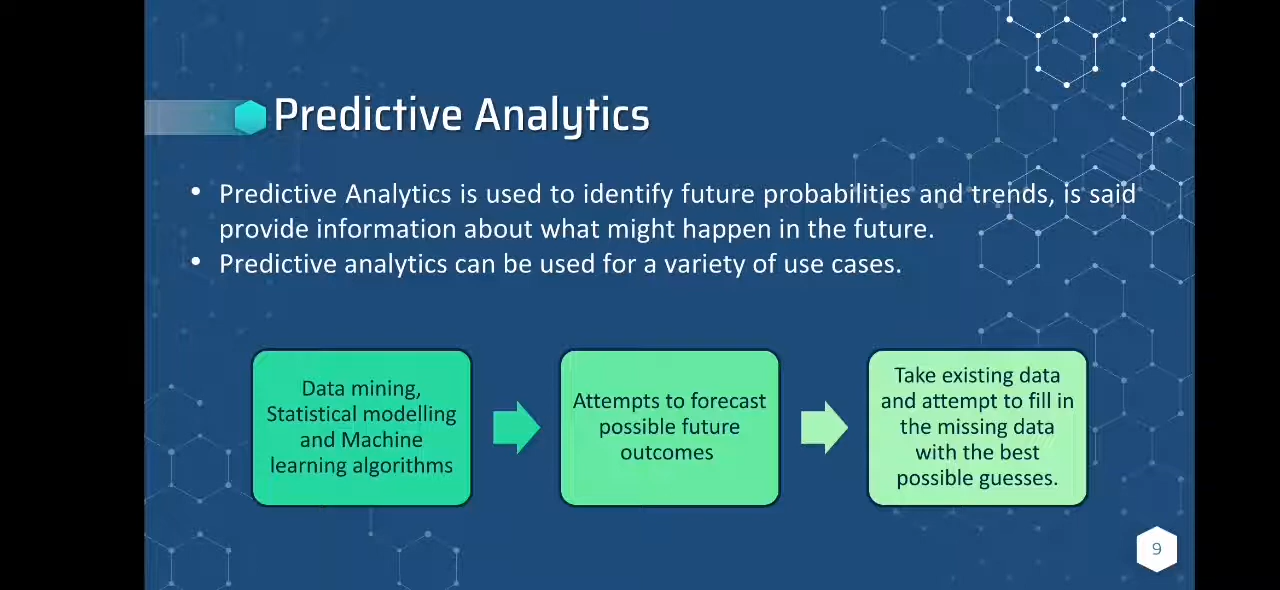 Predictive Analytics
• Predictive Analytics is used to identify future probabilities and trends, is said
provide information about what might happen in the future.
• Predictive analytics can be used for a variety of use cases.
Data mining,
Statistical modelling
and Machine
learning algorithms
Attempts to forecast
possible future
outcomes
Take existing data
and attempt to fill in
the missing data
with the best
possible guesses.
9